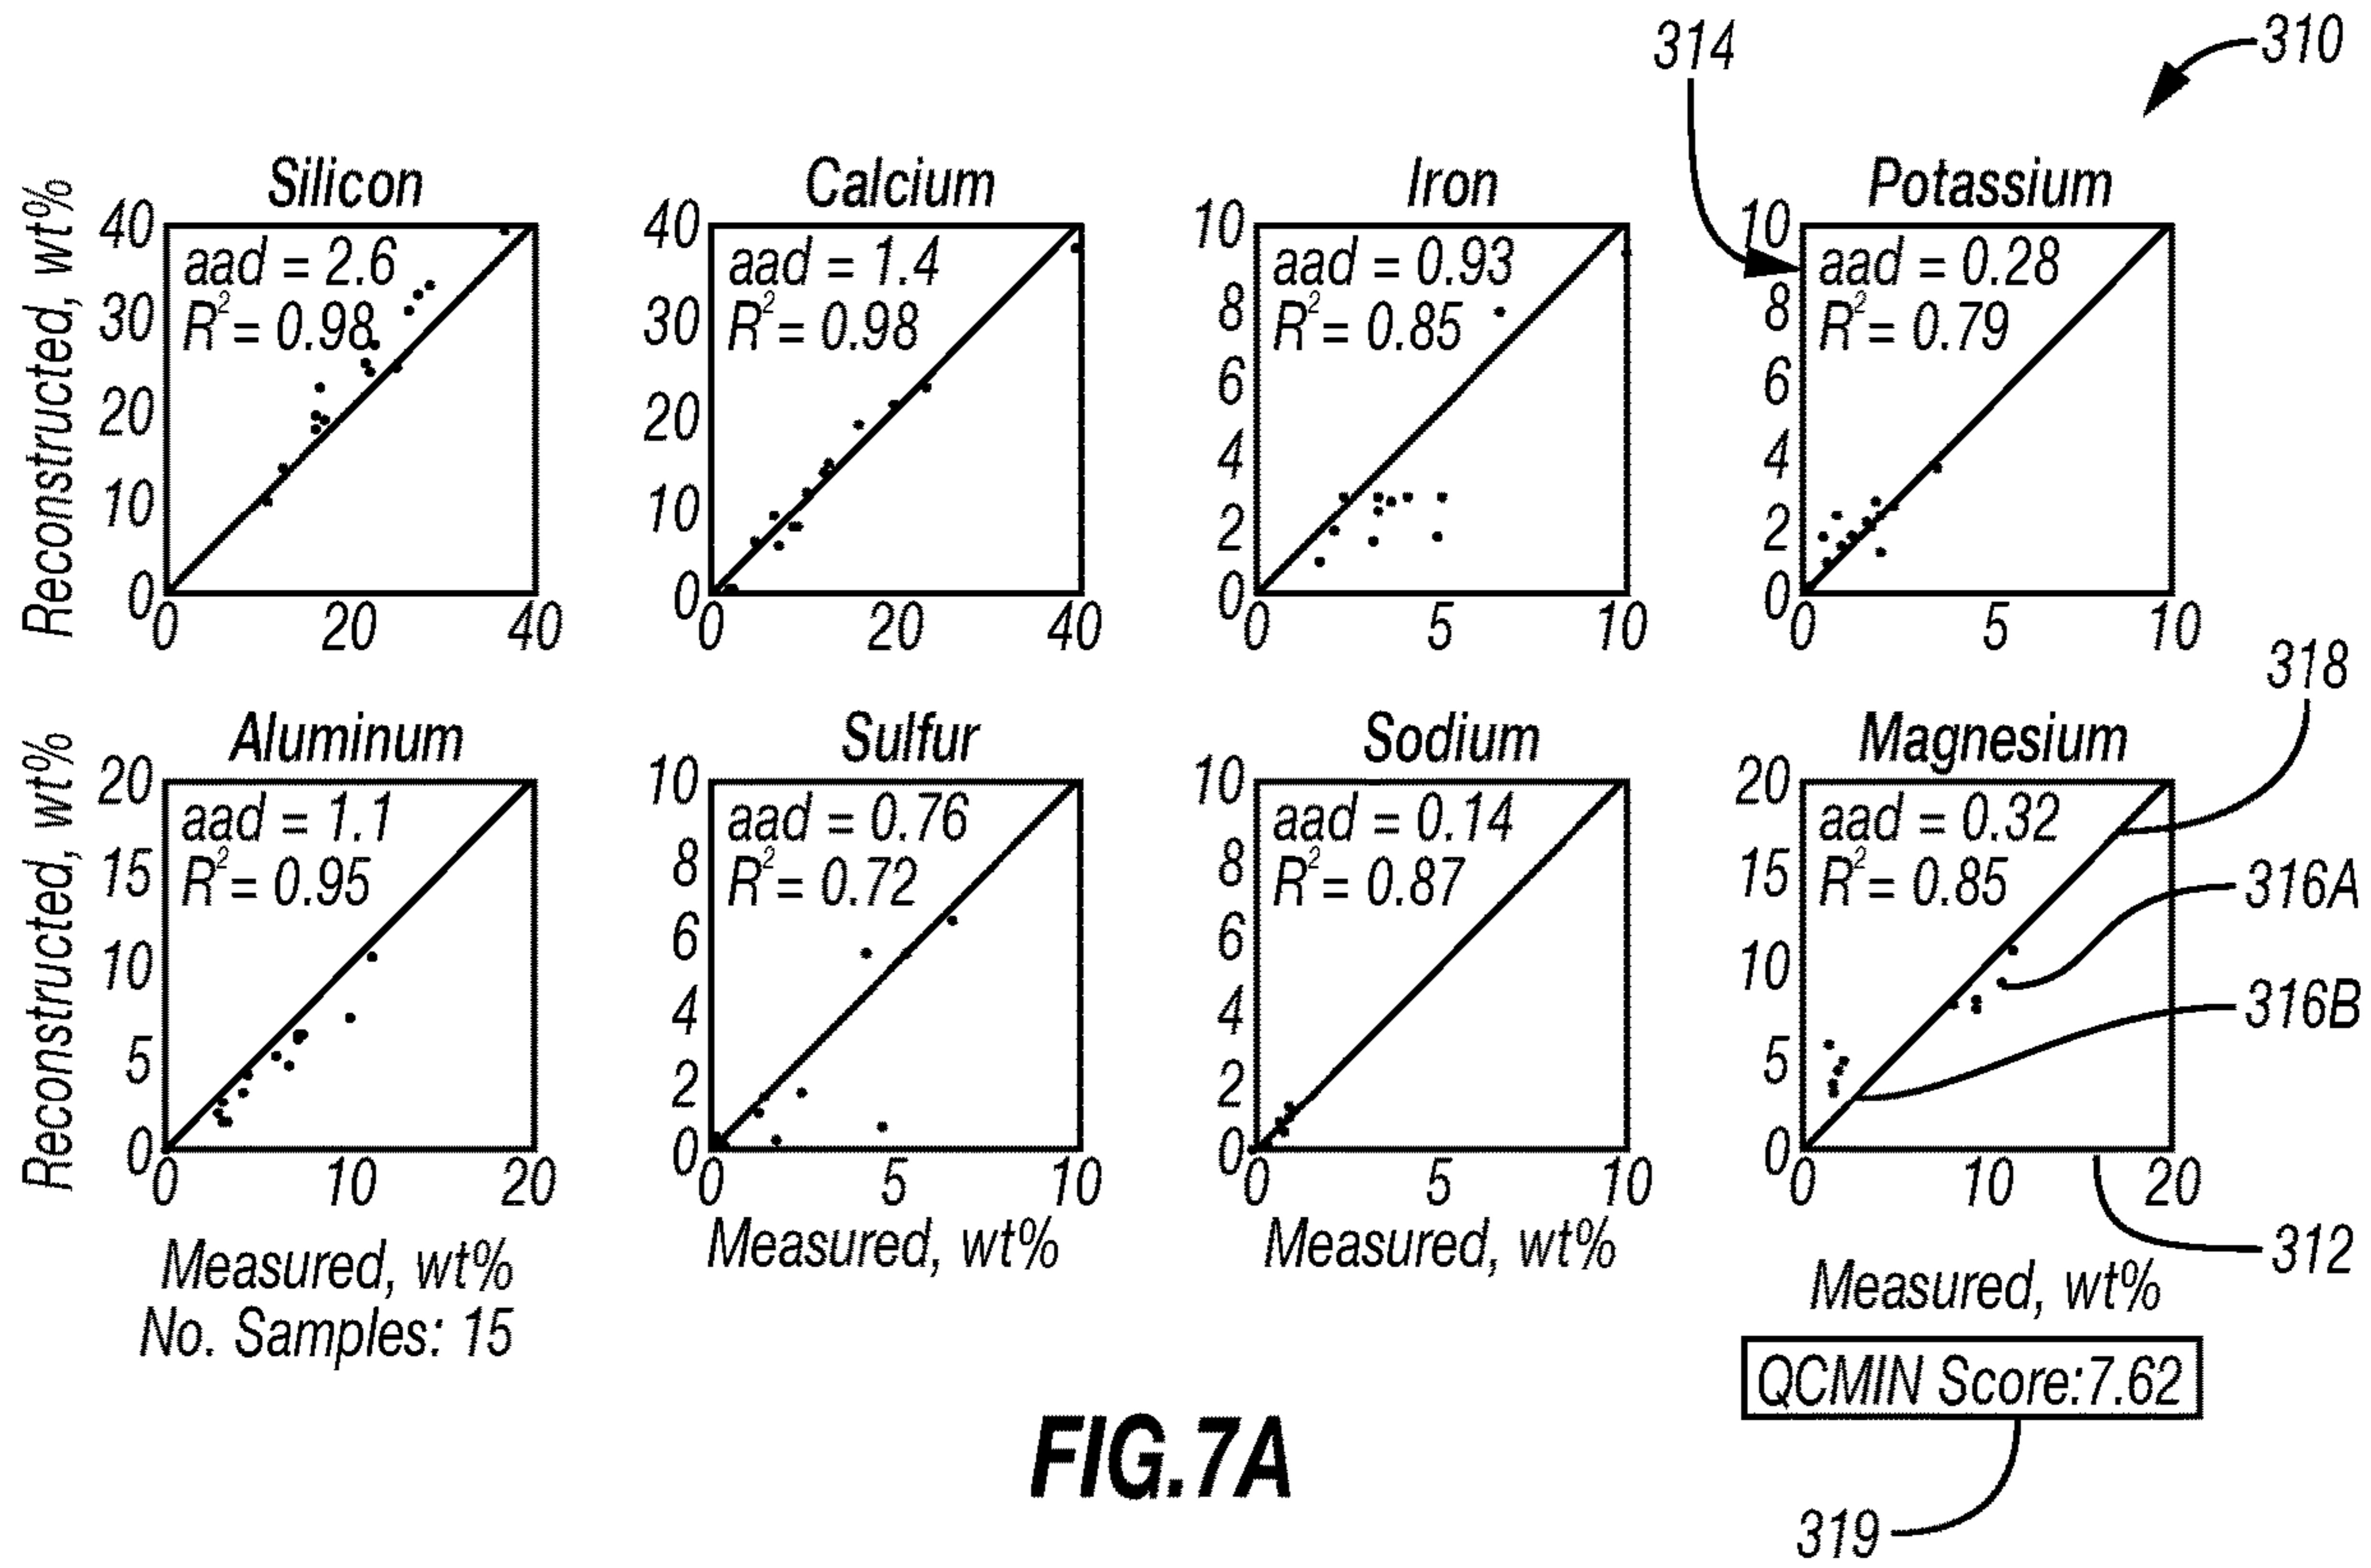 310
314
Silicon
Calcium
Iron
Potassium
Reconstructed, wt%
40
30
20
10
0
aad = 2.6
R²= 0.98
0 20 40
40
30
20
10
0
aad = 1.4
R²= 0.98
0 20 40
10
8
6
4
2
0
aad = 0.93
R²= 0.85
0 5 10
10
8
6
4
2
0
aad = 0.28
R²= 0.79
0 5 10
318
Aluminum
Sulfur
Sodium
Magnesium
Reconstructed, wt%
20
15
10
5
0
aad = 1.1
R²= 0.95
0 10 20
Measured, wt%
No. Samples: 15
10
8
6
4
2
0
aad = 0.76
R²= 0.72
0 5 10
Measured, wt%
10
8
6
4
2
0
aad = 0.14
R²= 0.87
0 5 10
Measured, wt%
20
15
10
5
0
aad = 0.32
R²= 0.85
0 10 20
316A
316B
312
Measured, wt%
QCMIN Score:7.62
319
FIG.7A